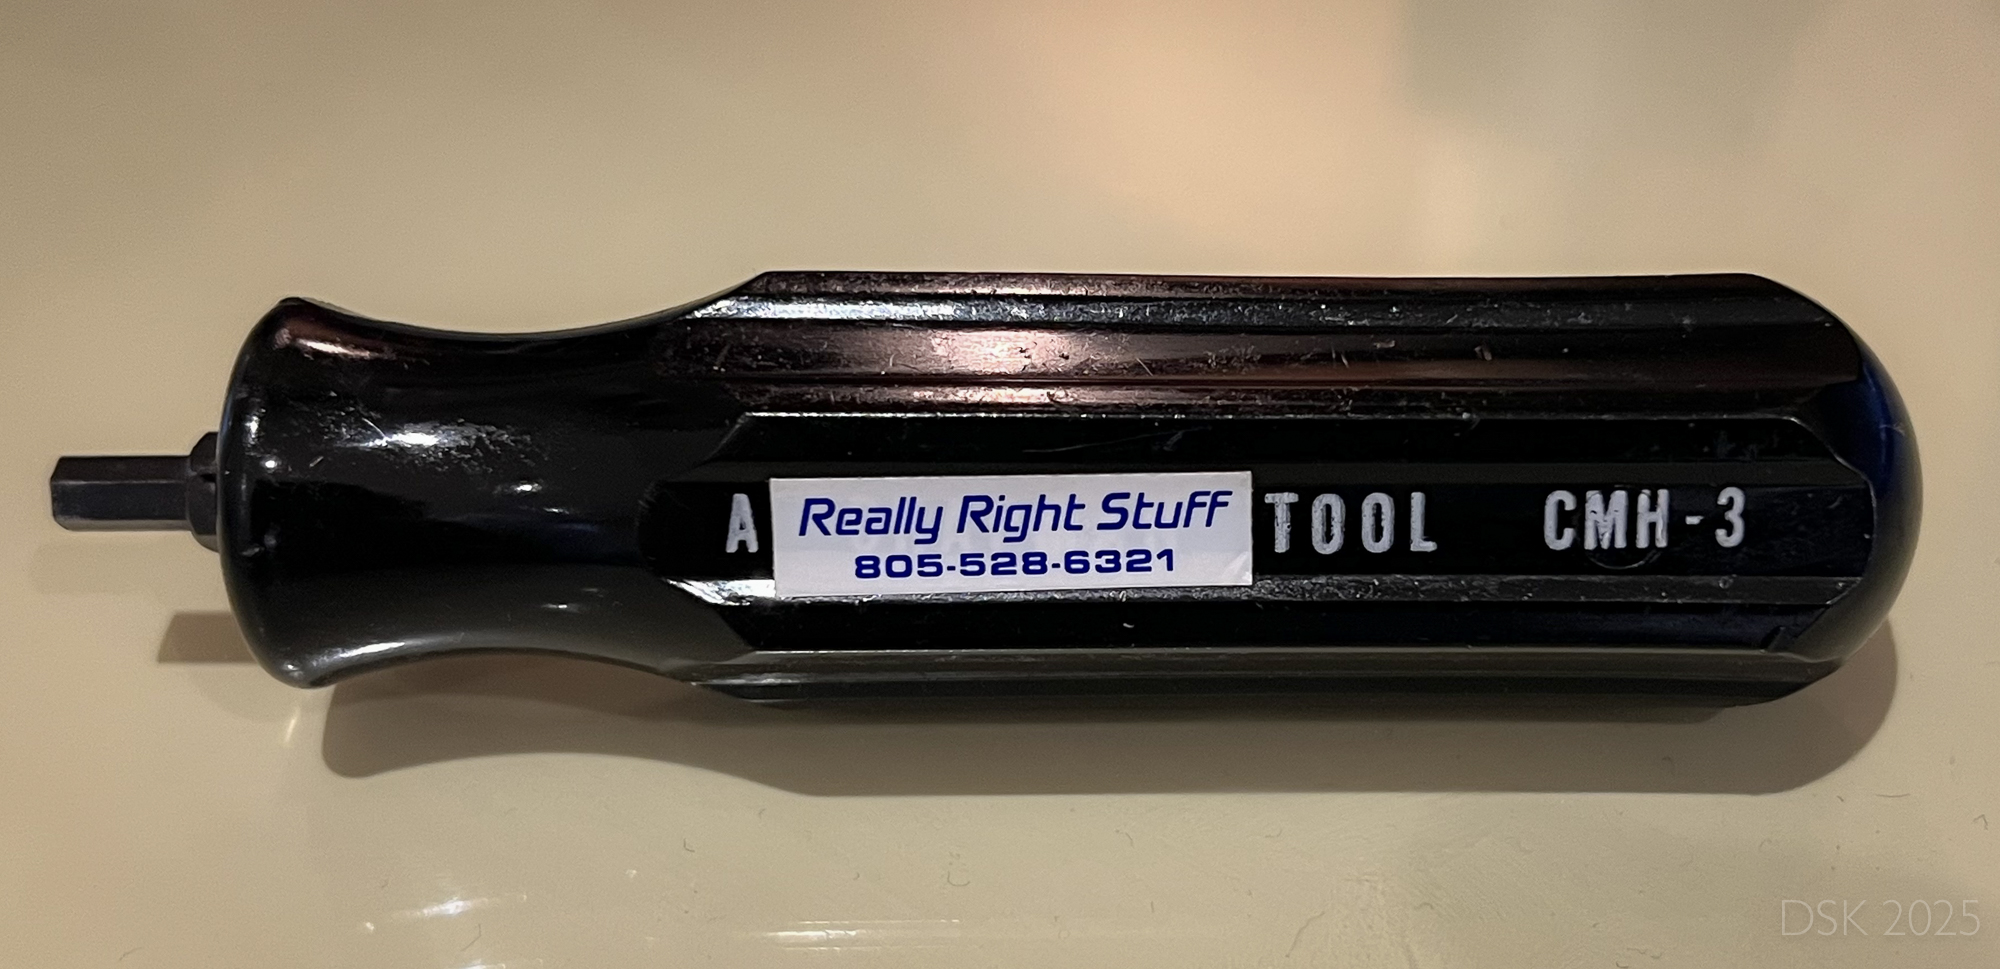 A Really Right Stuff TOOL CMH-3
805-528-6321
DSK 2025